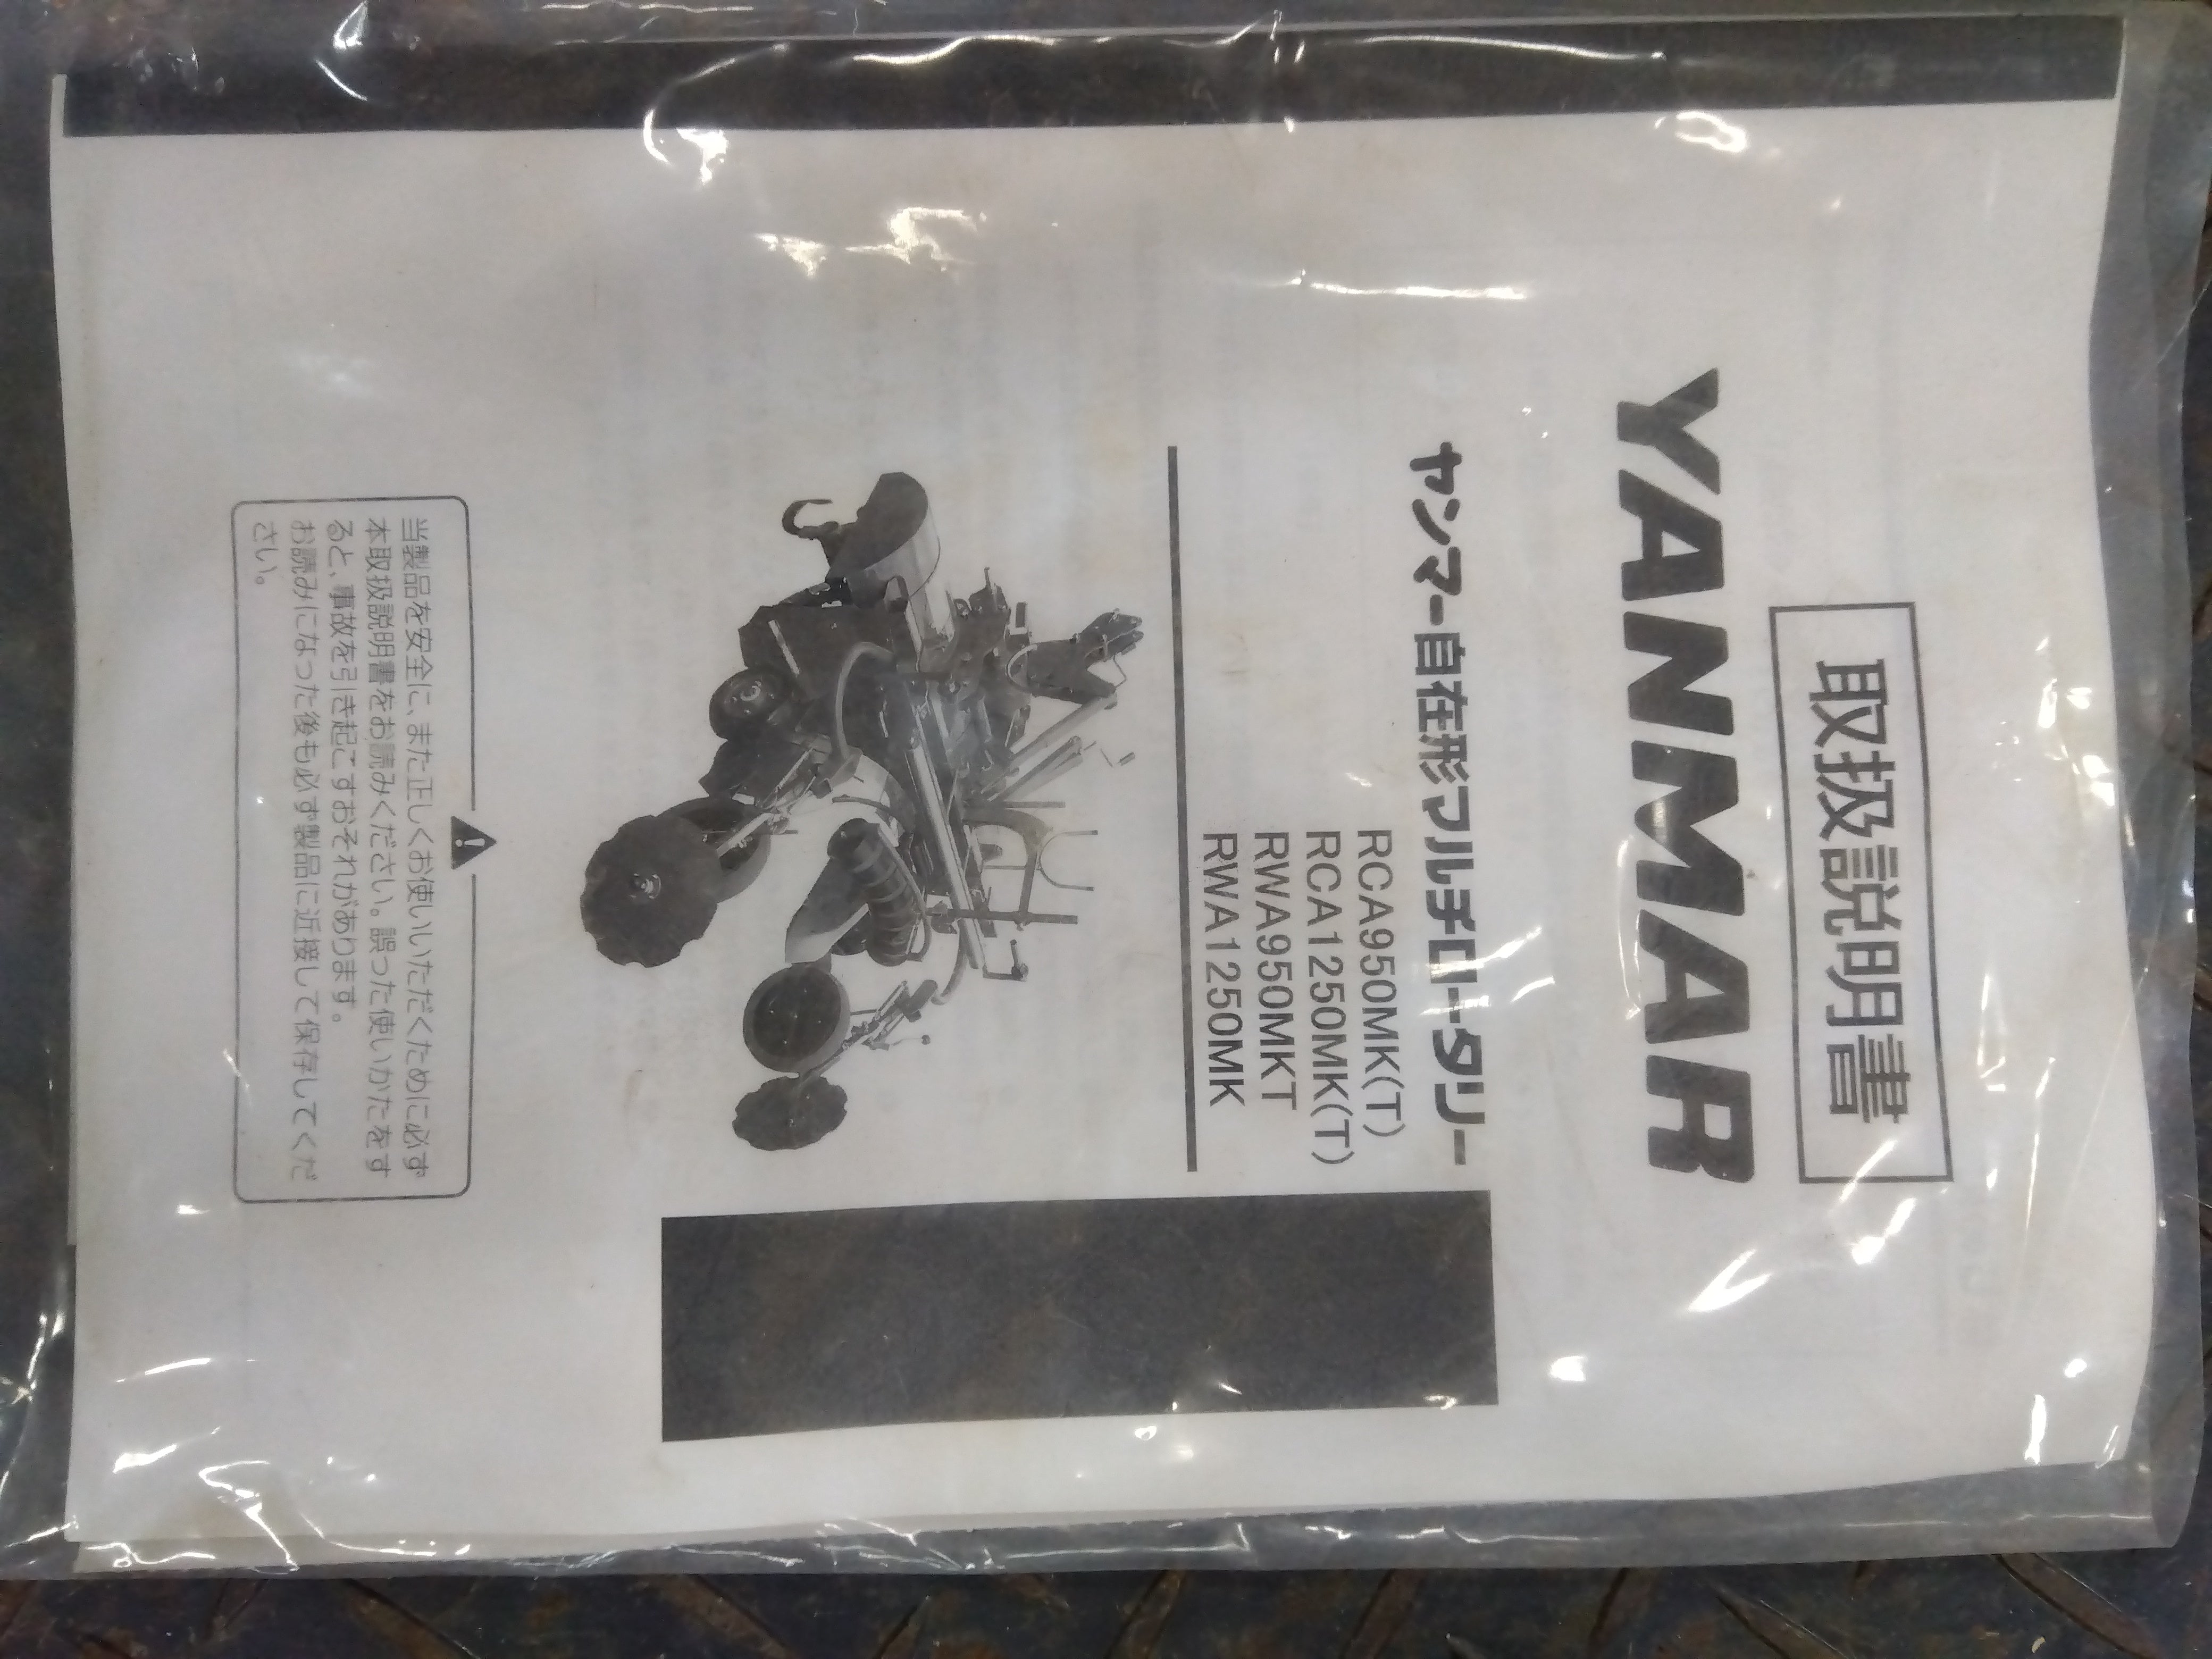 取扱説明書
YANMAR
ヤンマー自在形マルチロータリー
RCA950MK(T)
RCA1250MK(T)
RWA950MKT
RWA1250MK
当製品を安全に、また正しくお使いいただくために必ず
本取扱説明書をお読みください。誤った使いかたをす
ると、事故を引き起こすおそれがあります。
お読みになった後も必ず製品に近接して保存してくだ
さい。